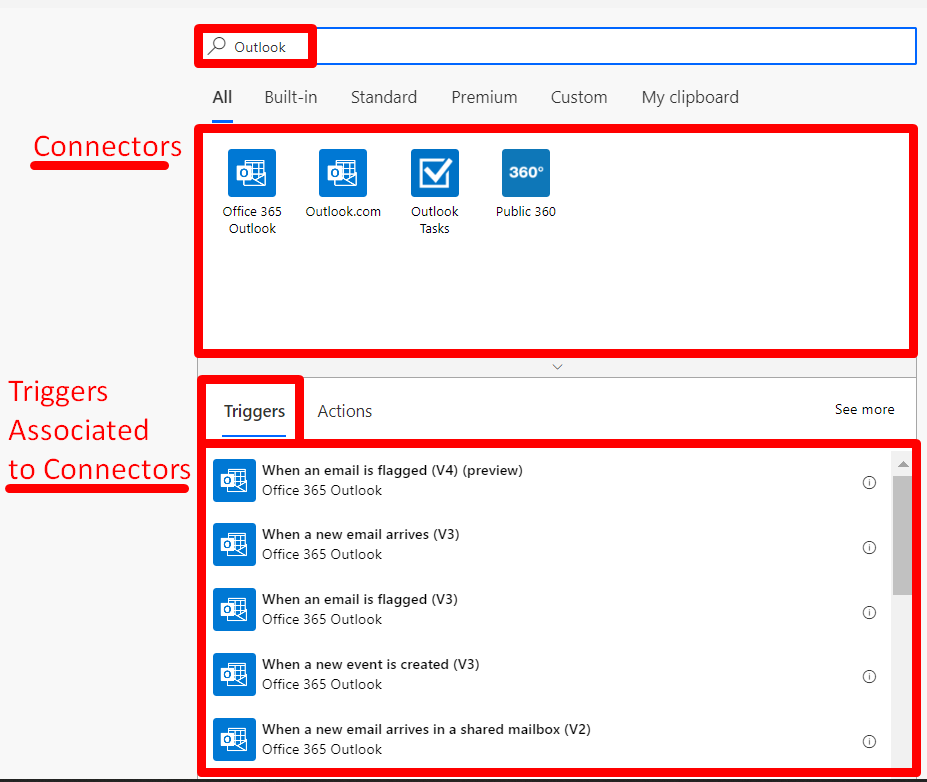 Outlook
All Built-in Standard Premium Custom My clipboard
Connectors
360°
Office 365 Outlook
Outlook.com
Outlook Tasks
Public 360
Triggers
Associated
to Connectors
Triggers Actions See more
When an email is flagged (V4) (preview)
Office 365 Outlook
When a new email arrives (V3)
Office 365 Outlook
When an email is flagged (V3)
Office 365 Outlook
When a new event is created (V3)
Office 365 Outlook
When a new email arrives in a shared mailbox (V2)
Office 365 Outlook